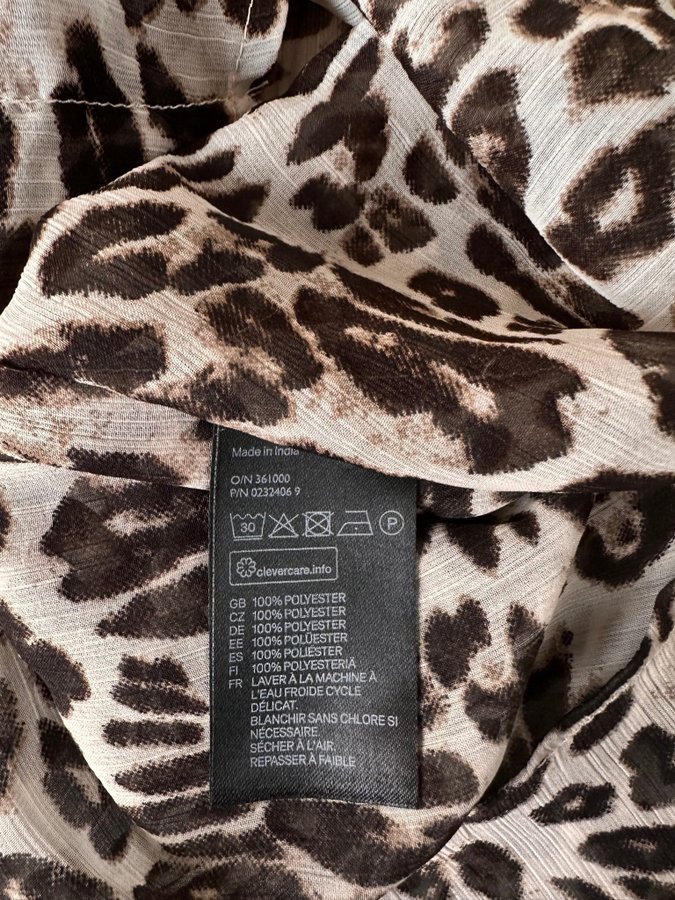 Made in India
O/N 361000
P/N 0232406 9
30 P
clevercare.info
GB 100% POLYESTER
CZ 100% POLYESTER
DE 100% POLYESTER
EE 100% POLÜESTER
ES 100% POLIÉSTER
FI 100% POLYESTERIÄ
FR LAVER À LA MACHINE À
L'EAU FROIDE CYCLE
DÉLICAT.
BLANCHIR SANS CHLORE SI
NÉCESSAIRE.
SÉCHER À L'AIR.
REPASSER À FAIBLE